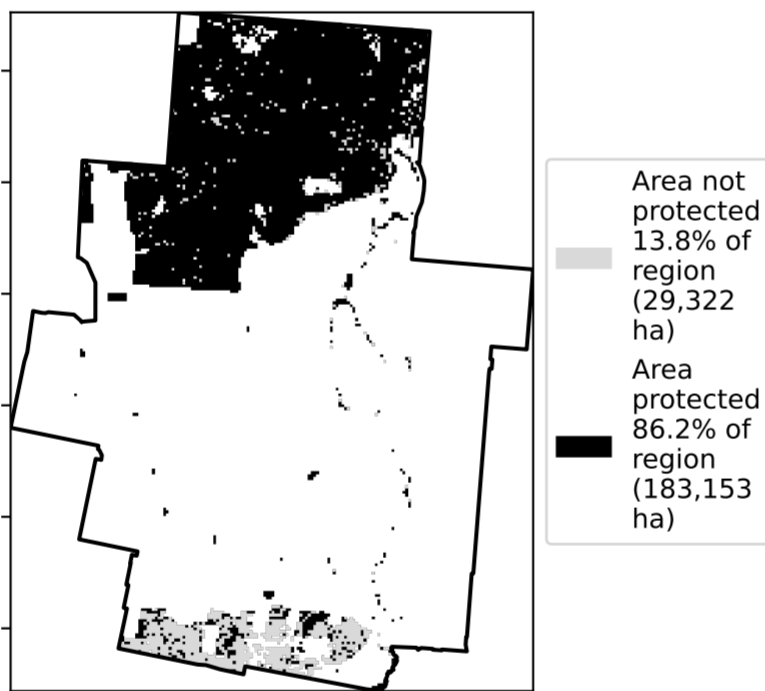 Area not
protected
13.8% of
region
(29,322
ha)
Area
protected
86.2% of
region
(183,153
ha)